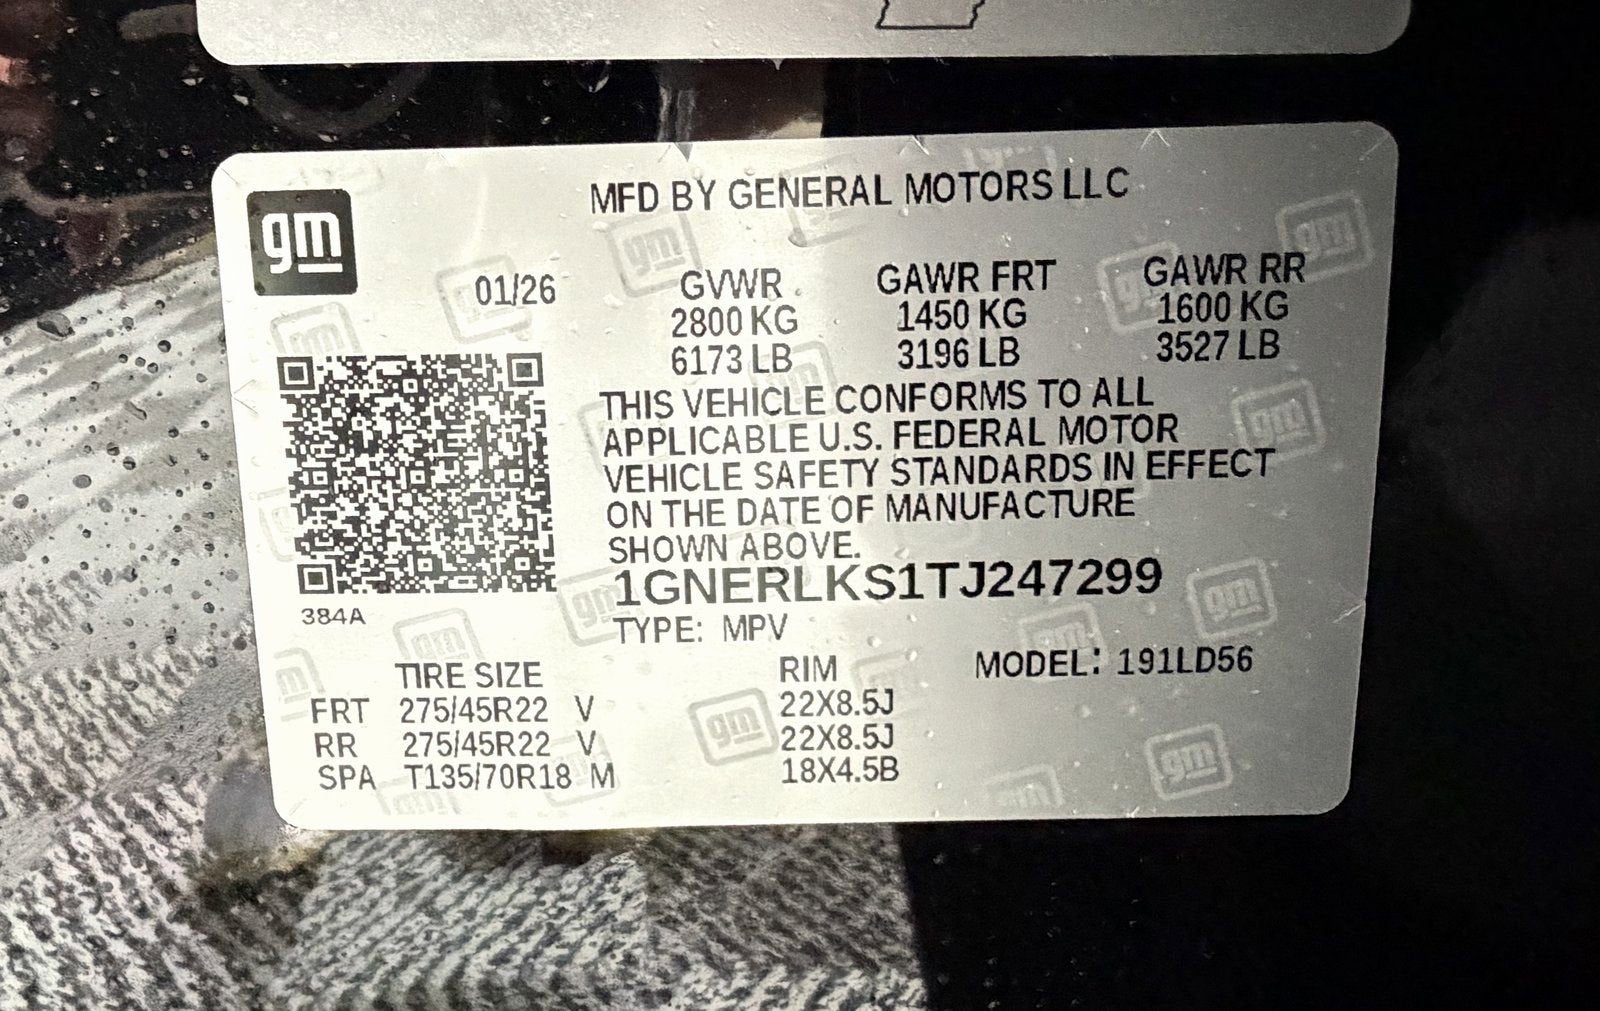 gm
MFD BY GENERAL MOTORS LLC
01/26
GVWR GAWR FRT GAWR RR
2800 KG 1450 KG 1600 KG
6173 LB 3196 LB 3527 LB
THIS VEHICLE CONFORMS TO ALL
APPLICABLE U.S. FEDERAL MOTOR
VEHICLE SAFETY STANDARDS IN EFFECT
ON THE DATE OF MANUFACTURE
SHOWN ABOVE.
1GNERLKS1TJ247299
384A
TYPE: MPV
TIRE SIZE RIM MODEL: 191LD56
FRT 275/45R22 V 22X8.5J
RR 275/45R22 V 22X8.5J
SPA T135/70R18 M 18X4.5B